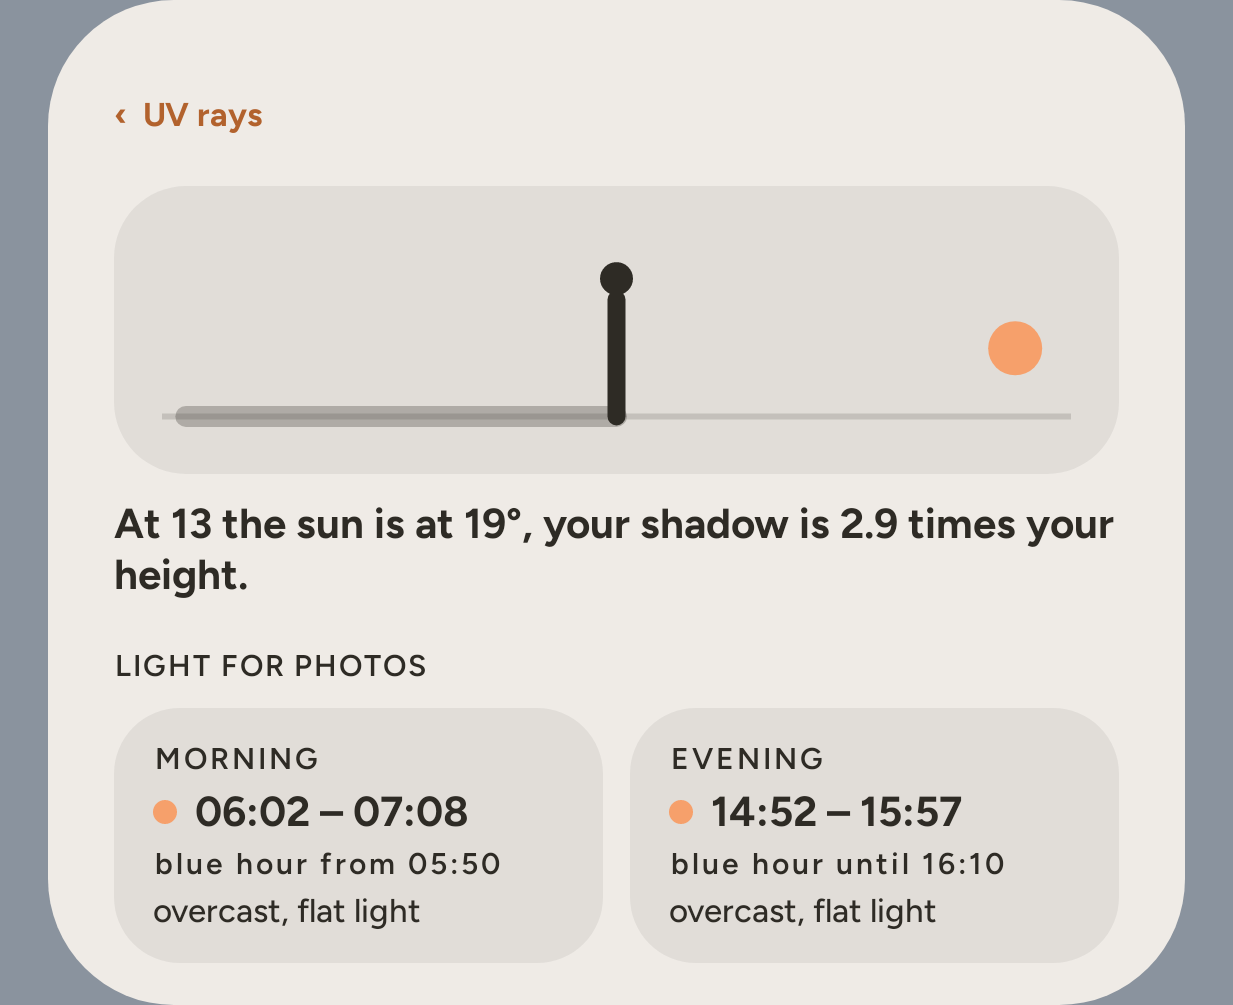 ‹ UV rays
At 13 the sun is at 19°, your shadow is 2.9 times your
height.
LIGHT FOR PHOTOS
MORNING
06:02 – 07:08
blue hour from 05:50
overcast, flat light
EVENING
14:52 – 15:57
blue hour until 16:10
overcast, flat light